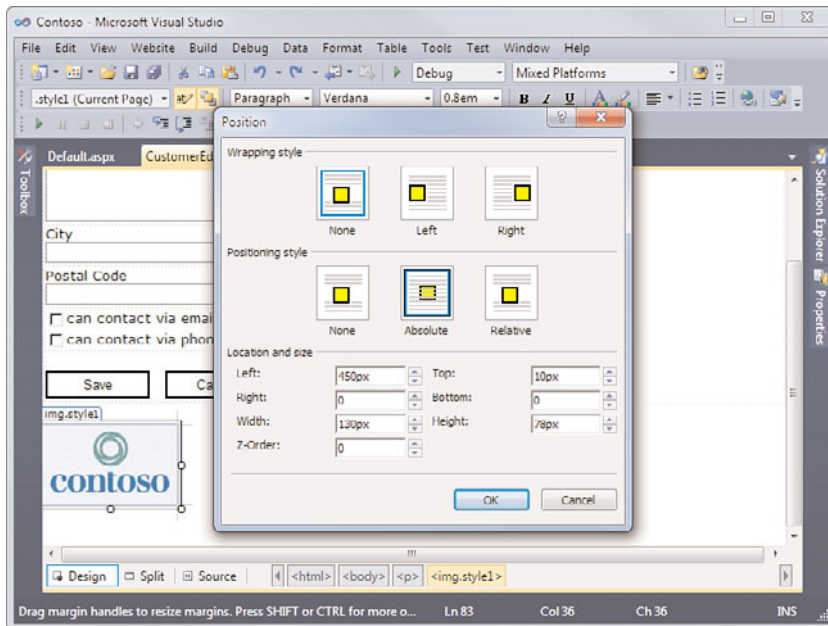 Contoso - Microsoft Visual Studio
File Edit View Website Build Debug Data Format Table Tools Test Window Help
Debug Mixed Platforms
.style1 (Current Page) Paragraph Verdana 0.8em B I U A
Position
Default.aspx CustomerEd
Toolbox
Solution Explorer
Properties
Wrapping style
None Left Right
City
Positioning style
Postal Code
None Absolute Relative
can contact via emai
can contact via phon
Location and size
Left: 450px Top: 10px
Right: 0 Bottom: 0
Width: 130px Height: 78px
Z-Order: 0
Save Ca
img.style1
contoso
OK Cancel
Design Split Source <html> <body> <p> <img.style1>
Drag margin handles to resize margins. Press SHIFT or CTRL for more o... Ln 83 Col 36 Ch 36 INS